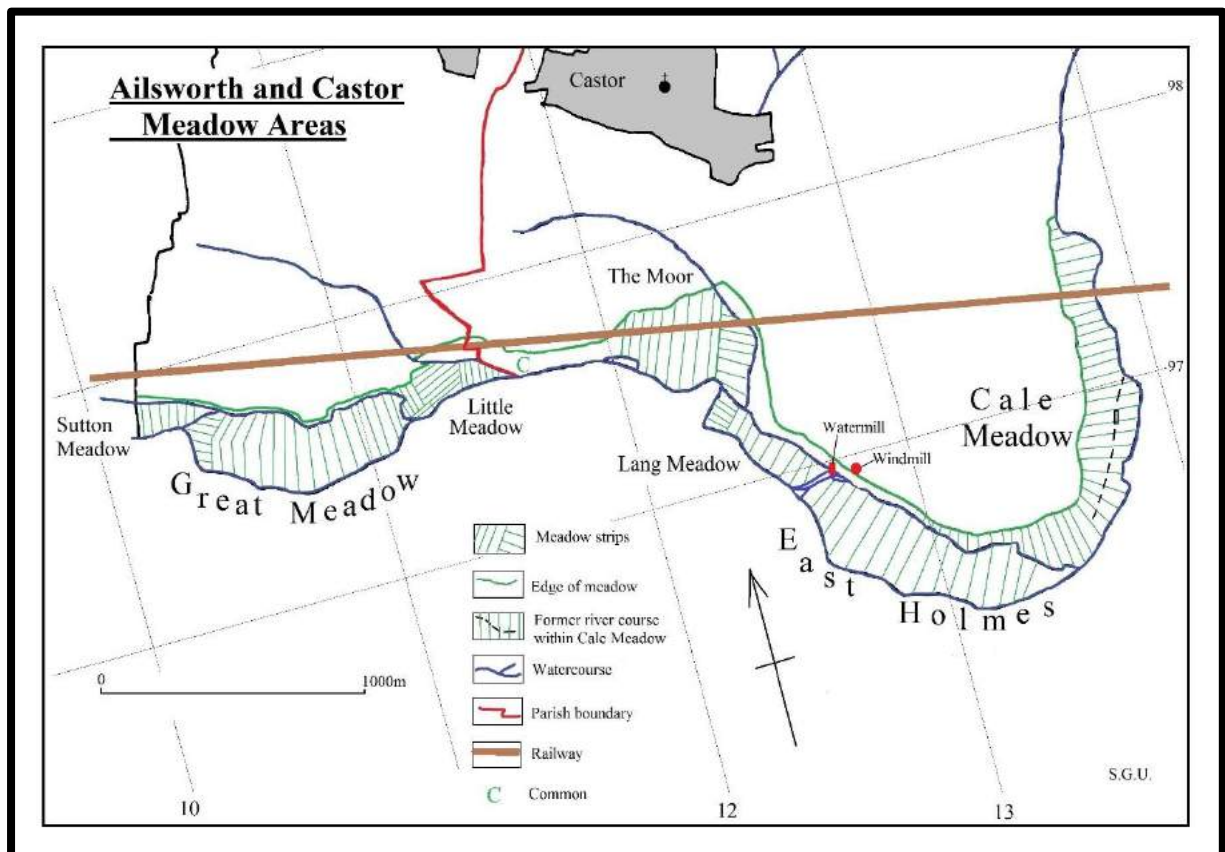 Ailsworth and Castor
Meadow Areas
Castor
98
The Moor
97
Cale
Meadow
Little
Meadow
Sutton
Meadow
Watermill
Windmill
Lang Meadow
Great Meadow
East Holmes
Meadow strips
Edge of meadow
Former river course
within Cale Meadow
Watercourse
Parish boundary
Railway
C
Common
C
0
1000m
S.G.U.
10
12
13